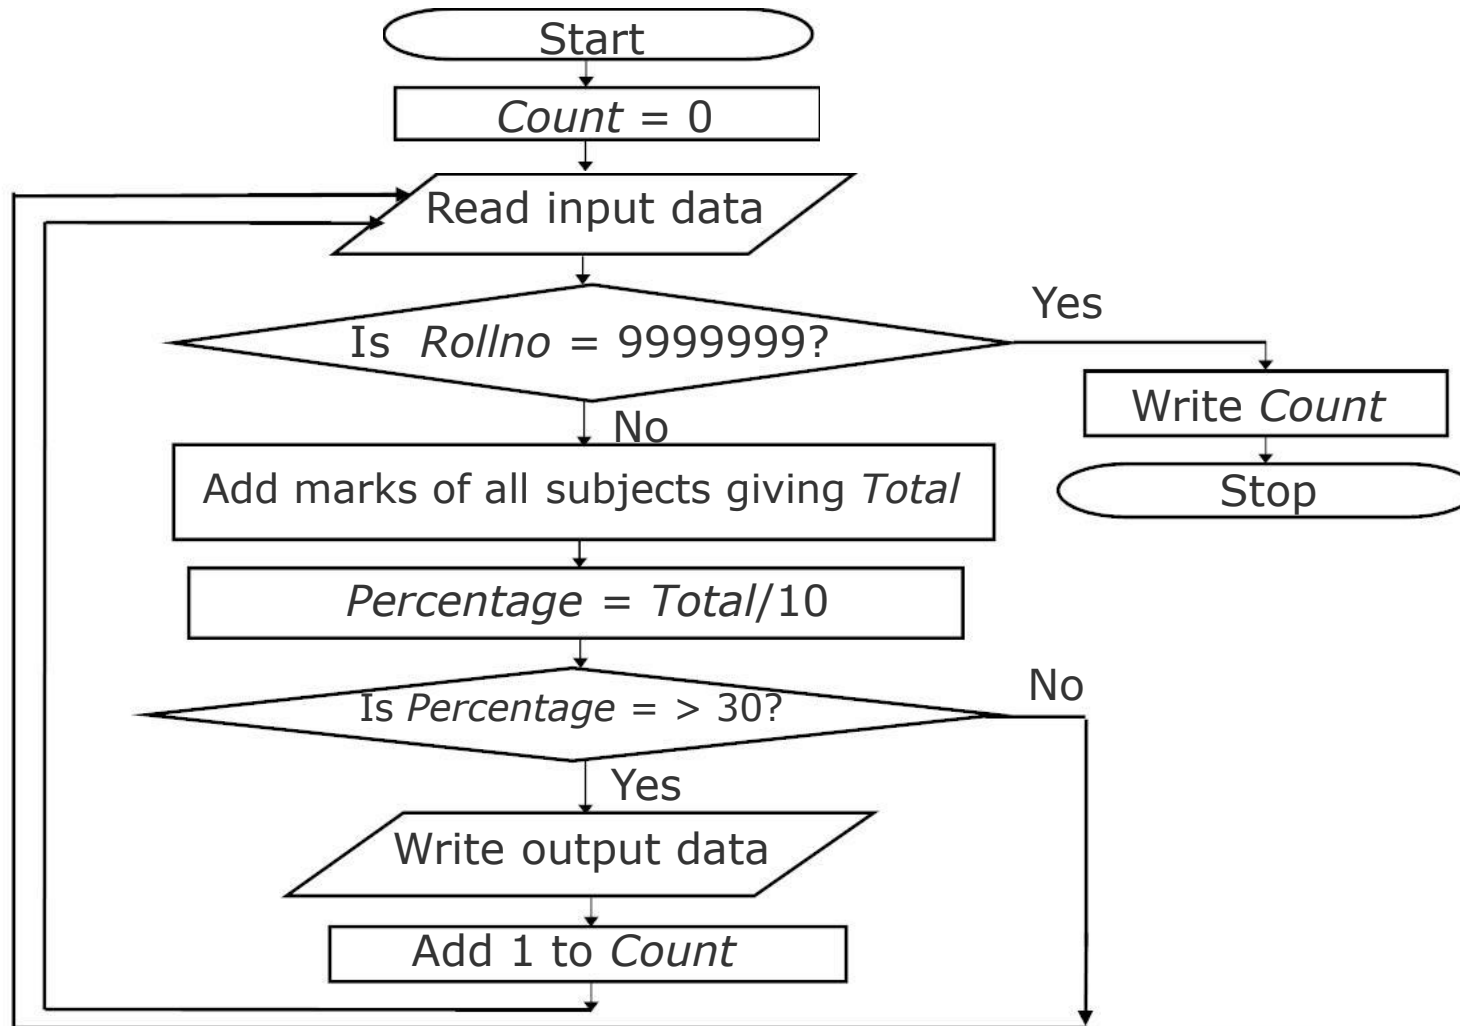 Start
Count = 0
Read input data
Is Rollno = 9999999?
Yes
Write Count
Stop
No
Add marks of all subjects giving Total
Percentage = Total/10
Is Percentage = > 30?
No
Yes
Write output data
Add 1 to Count